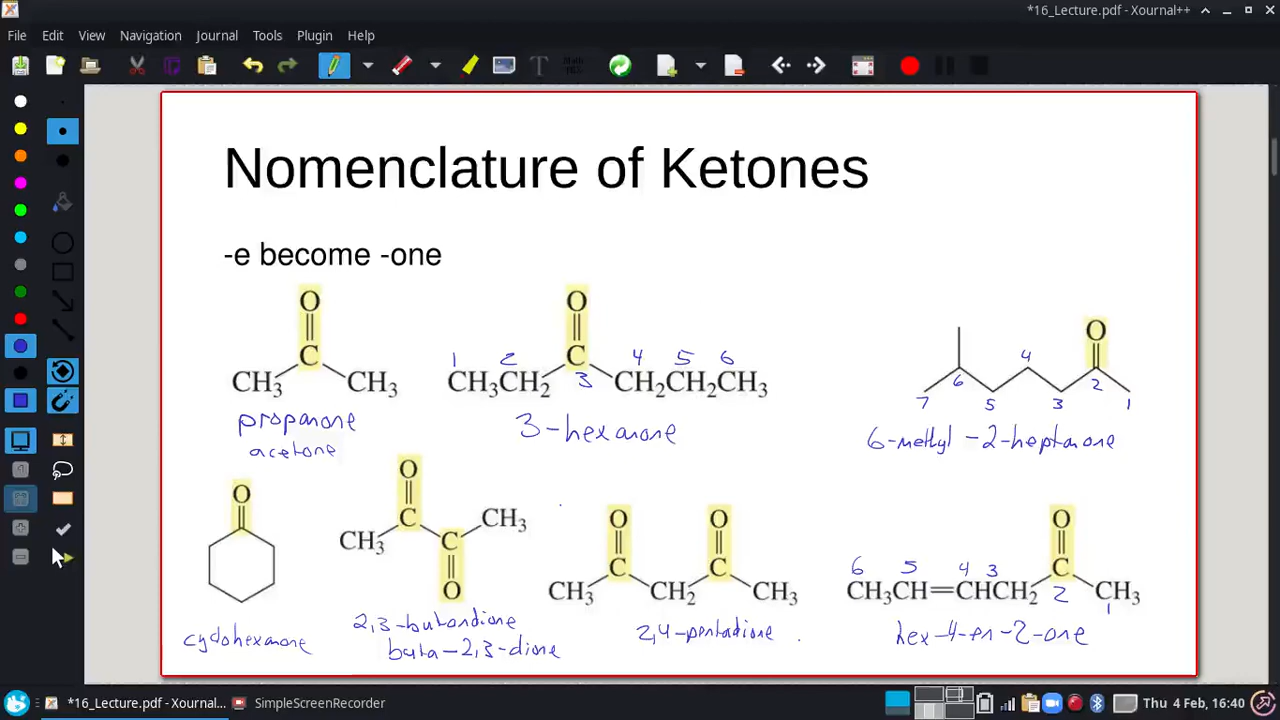 *16_Lecture.pdf - Xournal++
File Edit View Navigation Journal Tools Plugin Help
Nomenclature of Ketones
-e become -one
O
C
CH3 CH3
propanone
acetone
O
1 2 C 4 5 6
CH3CH2 3 CH2CH2CH3
3-hexanone
O
4
6 2
7 5 3 1
6-methyl-2-heptanone
O
cyclohexanone
O
C CH3
CH3 C
O
2,3-butandione
buta-2,3-dione
O O
C C
CH3 CH2 CH3
2,4-pentadione
O
6 5 4 3 C
CH3CH=CHCH2 2 CH3
1
hex-4-en-2-one
*16_Lecture.pdf - Xournal... SimpleScreenRecorder Thu 4 Feb, 16:40